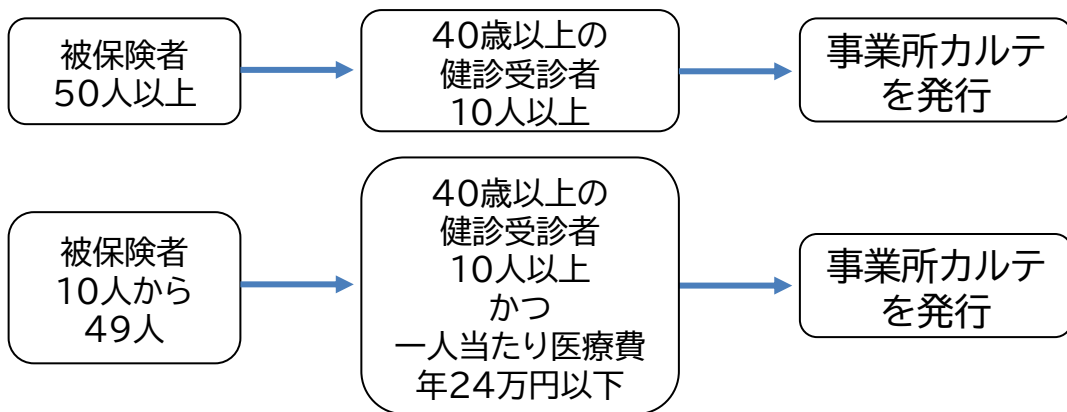 被保険者
50人以上
40歳以上の
健診受診者
10人以上
事業所カルテ
を発行
被保険者
10人から
49人
40歳以上の
健診受診者
10人以上
かつ
一人当たり医療費
年24万円以下
事業所カルテ
を発行